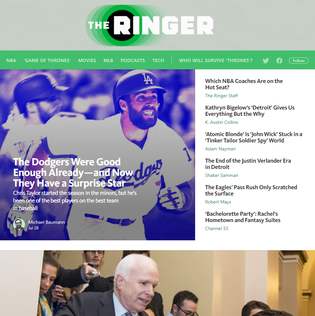 THE RINGER
NBA GAME OF THRONES MOVIES MLB PODCASTS TECH WHO WILL SURVIVE 'THRONES'? Follow
The Dodgers Were Good
Enough Already—and Now
They Have a Surprise Star
Chris Taylor started the season in the minors, but he's
been one of the best players on the best team
in baseball
Michael Baumann
Jul 28
Which NBA Coaches Are on the
Hot Seat?
The Ringer Staff
Kathryn Bigelow's 'Detroit' Gives Us
Everything But the Why
K. Austin Collins
'Atomic Blonde' Is 'John Wick' Stuck in a
'Tinker Tailor Soldier Spy' World
Adam Nayman
The End of the Justin Verlander Era
in Detroit
Shaker Samman
The Eagles' Pass Rush Only Scratched
the Surface
Robert Mays
'Bachelorette Party': Rachel's
Hometown and Fantasy Suites
Channel 33